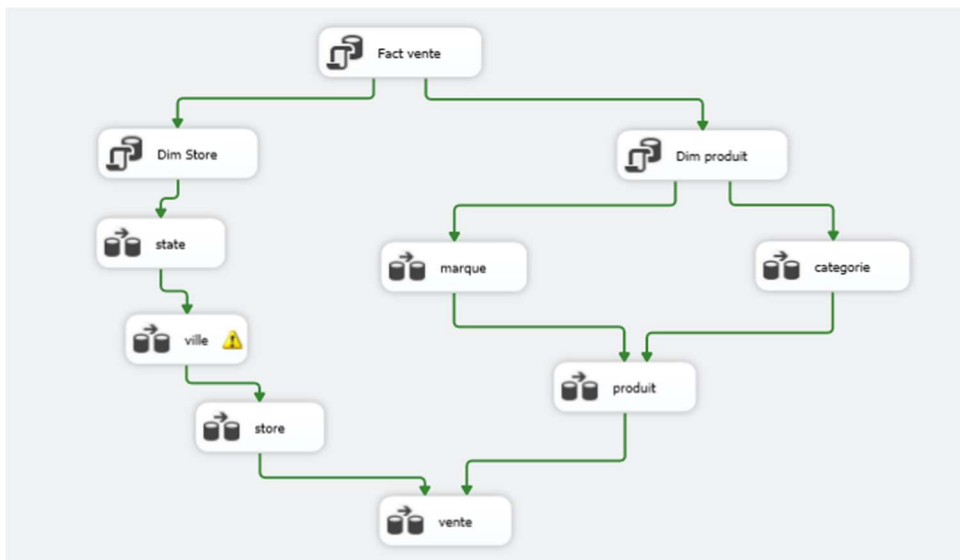 Fact vente
Dim Store
Dim produit
state
marque
categorie
ville
produit
store
vente